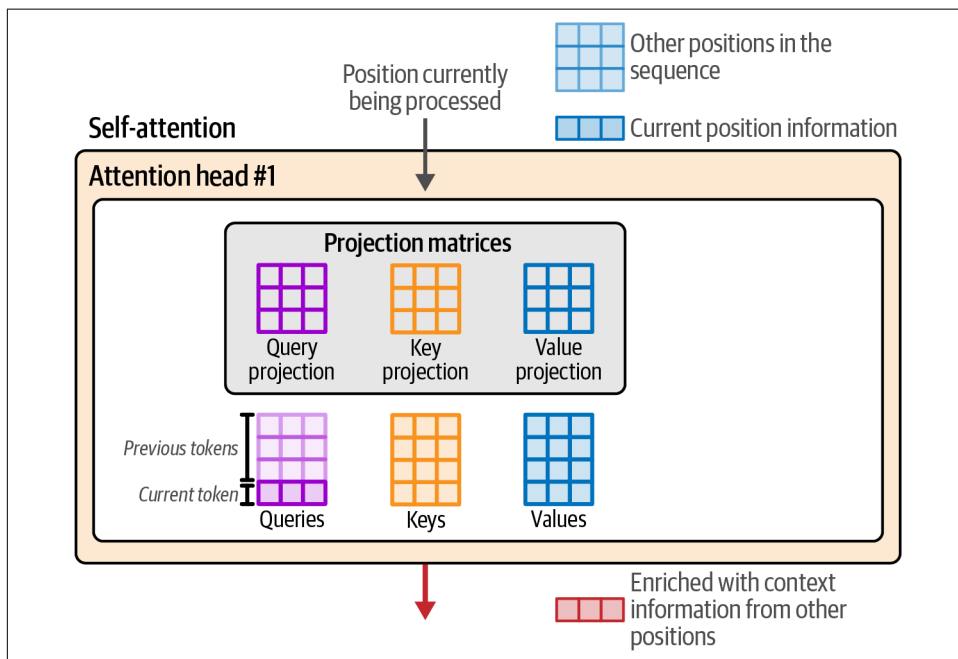 Other positions in the
sequence
Position currently
being processed
Current position information
Self-attention
Attention head #1
Projection matrices
Query
projection
Key
projection
Value
projection
Previous tokens
Current token
Queries
Keys
Values
Enriched with context
information from other
positions